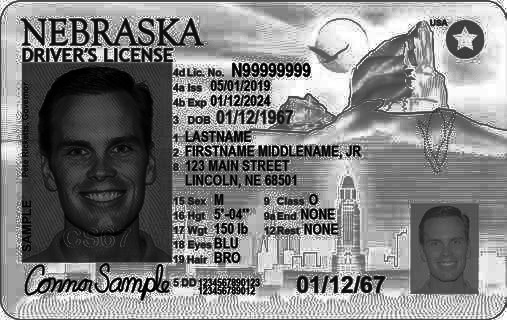 NEBRASKA
USA
DRIVER'S LICENSE
4d Lic. No. N99999999
4a Iss 05/01/2019
4b Exp 01/12/2024
3 DOB 01/12/1967
1 LASTNAME
2 FIRSTNAME MIDDLENAME, JR
8 123 MAIN STREET
LINCOLN, NE 68501
15 Sex M 9 Class O
16 Hgt 5'-04" 9a End NONE
17 Wgt 150 lb 12 Rest NONE
18 Eyes BLU
19 Hair BRO
SAMPLE
Connor Sample
5 DD 1234567890123
123456789012
01/12/67